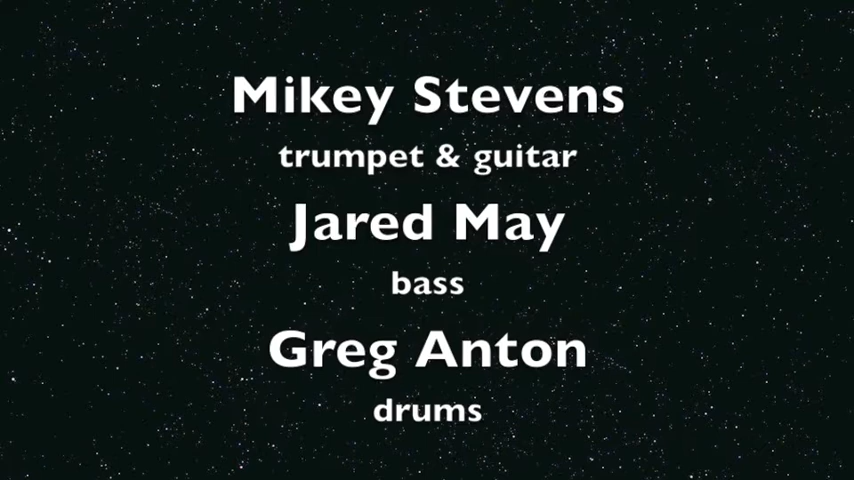 Mikey Stevens
trumpet & guitar
Jared May
bass
Greg Anton
drums